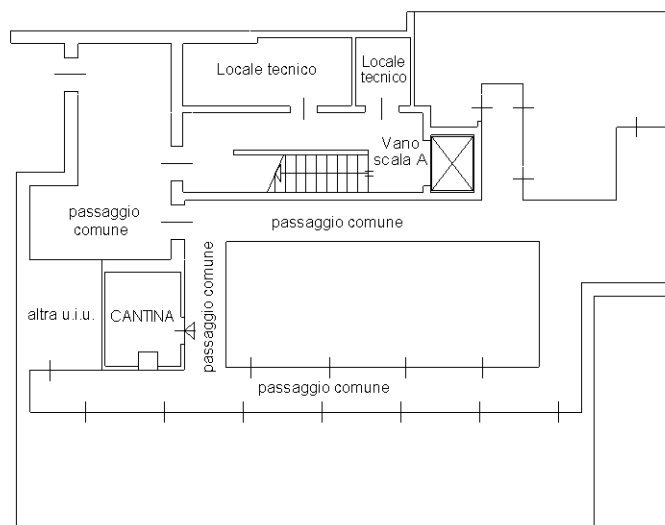 Locale tecnico
Locale
tecnico
Vano
scala A
passaggio
comune
passaggio comune
passaggio comune
altra u.i.u.
CANTINA
passaggio comune